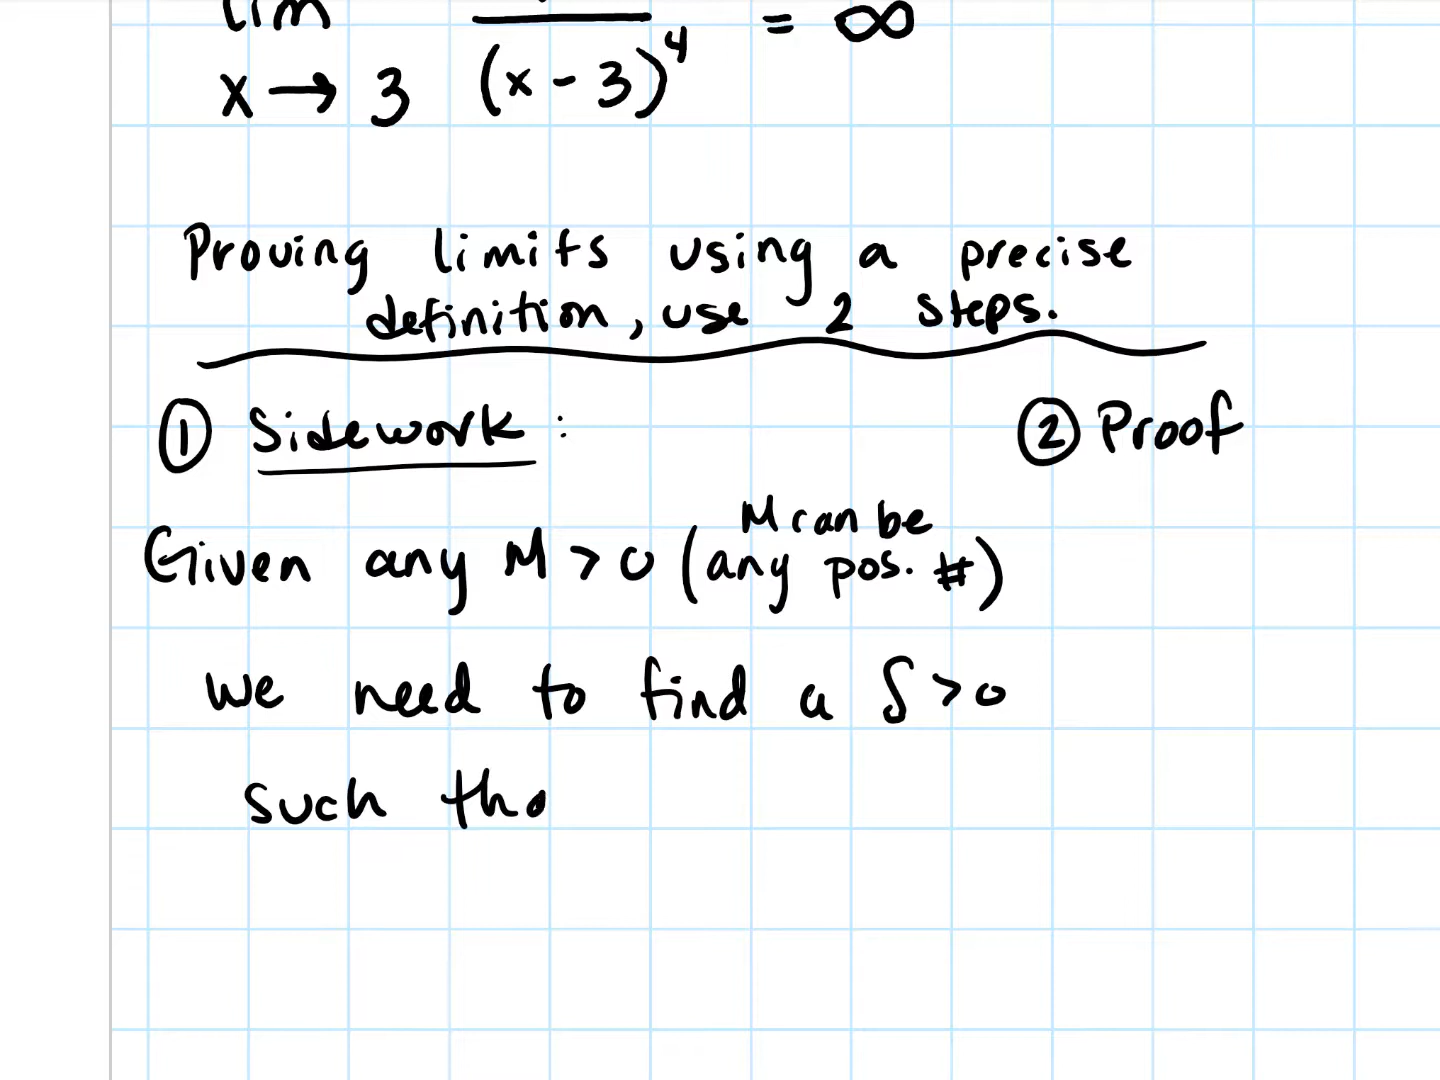 lim
x → 3 (x - 3)^4 = ∞
Proving limits using a precise
definition, use 2 steps.
① Sidework :
② Proof
Given any M > 0 (M can be
any pos. #)
we need to find a δ > 0
such tha